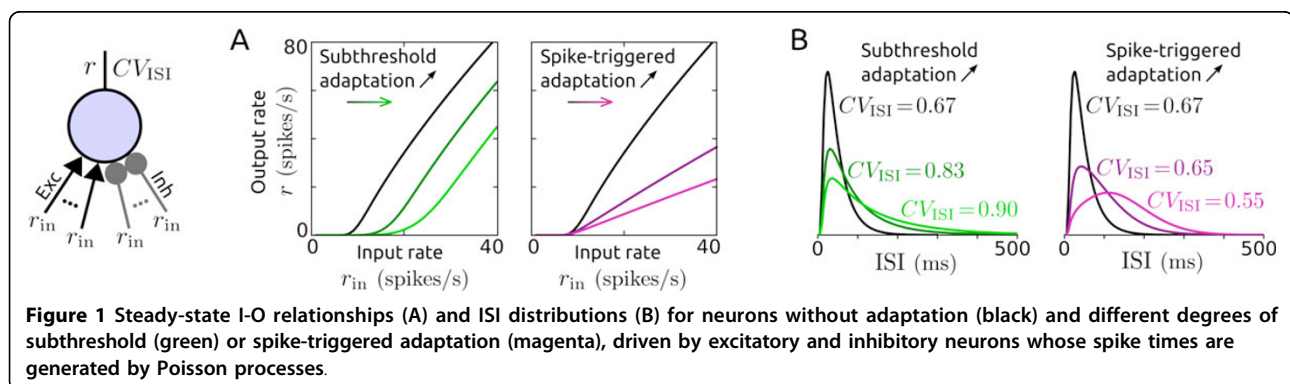 r CV_ISI
Exc
Inh
r_in
r_in
r_in
r_in
A
Output rate
r (spikes/s)
80
0
Subthreshold
adaptation ↗
0
40
Input rate
r_in (spikes/s)
Spike-triggered
adaptation ↗
0
40
Input rate
r_in (spikes/s)
B
Subthreshold
adaptation ↗
CV_ISI = 0.67
CV_ISI = 0.83
CV_ISI = 0.90
0
500
ISI (ms)
Spike-triggered
adaptation ↗
CV_ISI = 0.67
CV_ISI = 0.65
CV_ISI = 0.55
0
500
ISI (ms)
Figure 1 Steady-state I-O relationships (A) and ISI distributions (B) for neurons without adaptation (black) and different degrees of
subthreshold (green) or spike-triggered adaptation (magenta), driven by excitatory and inhibitory neurons whose spike times are
generated by Poisson processes.